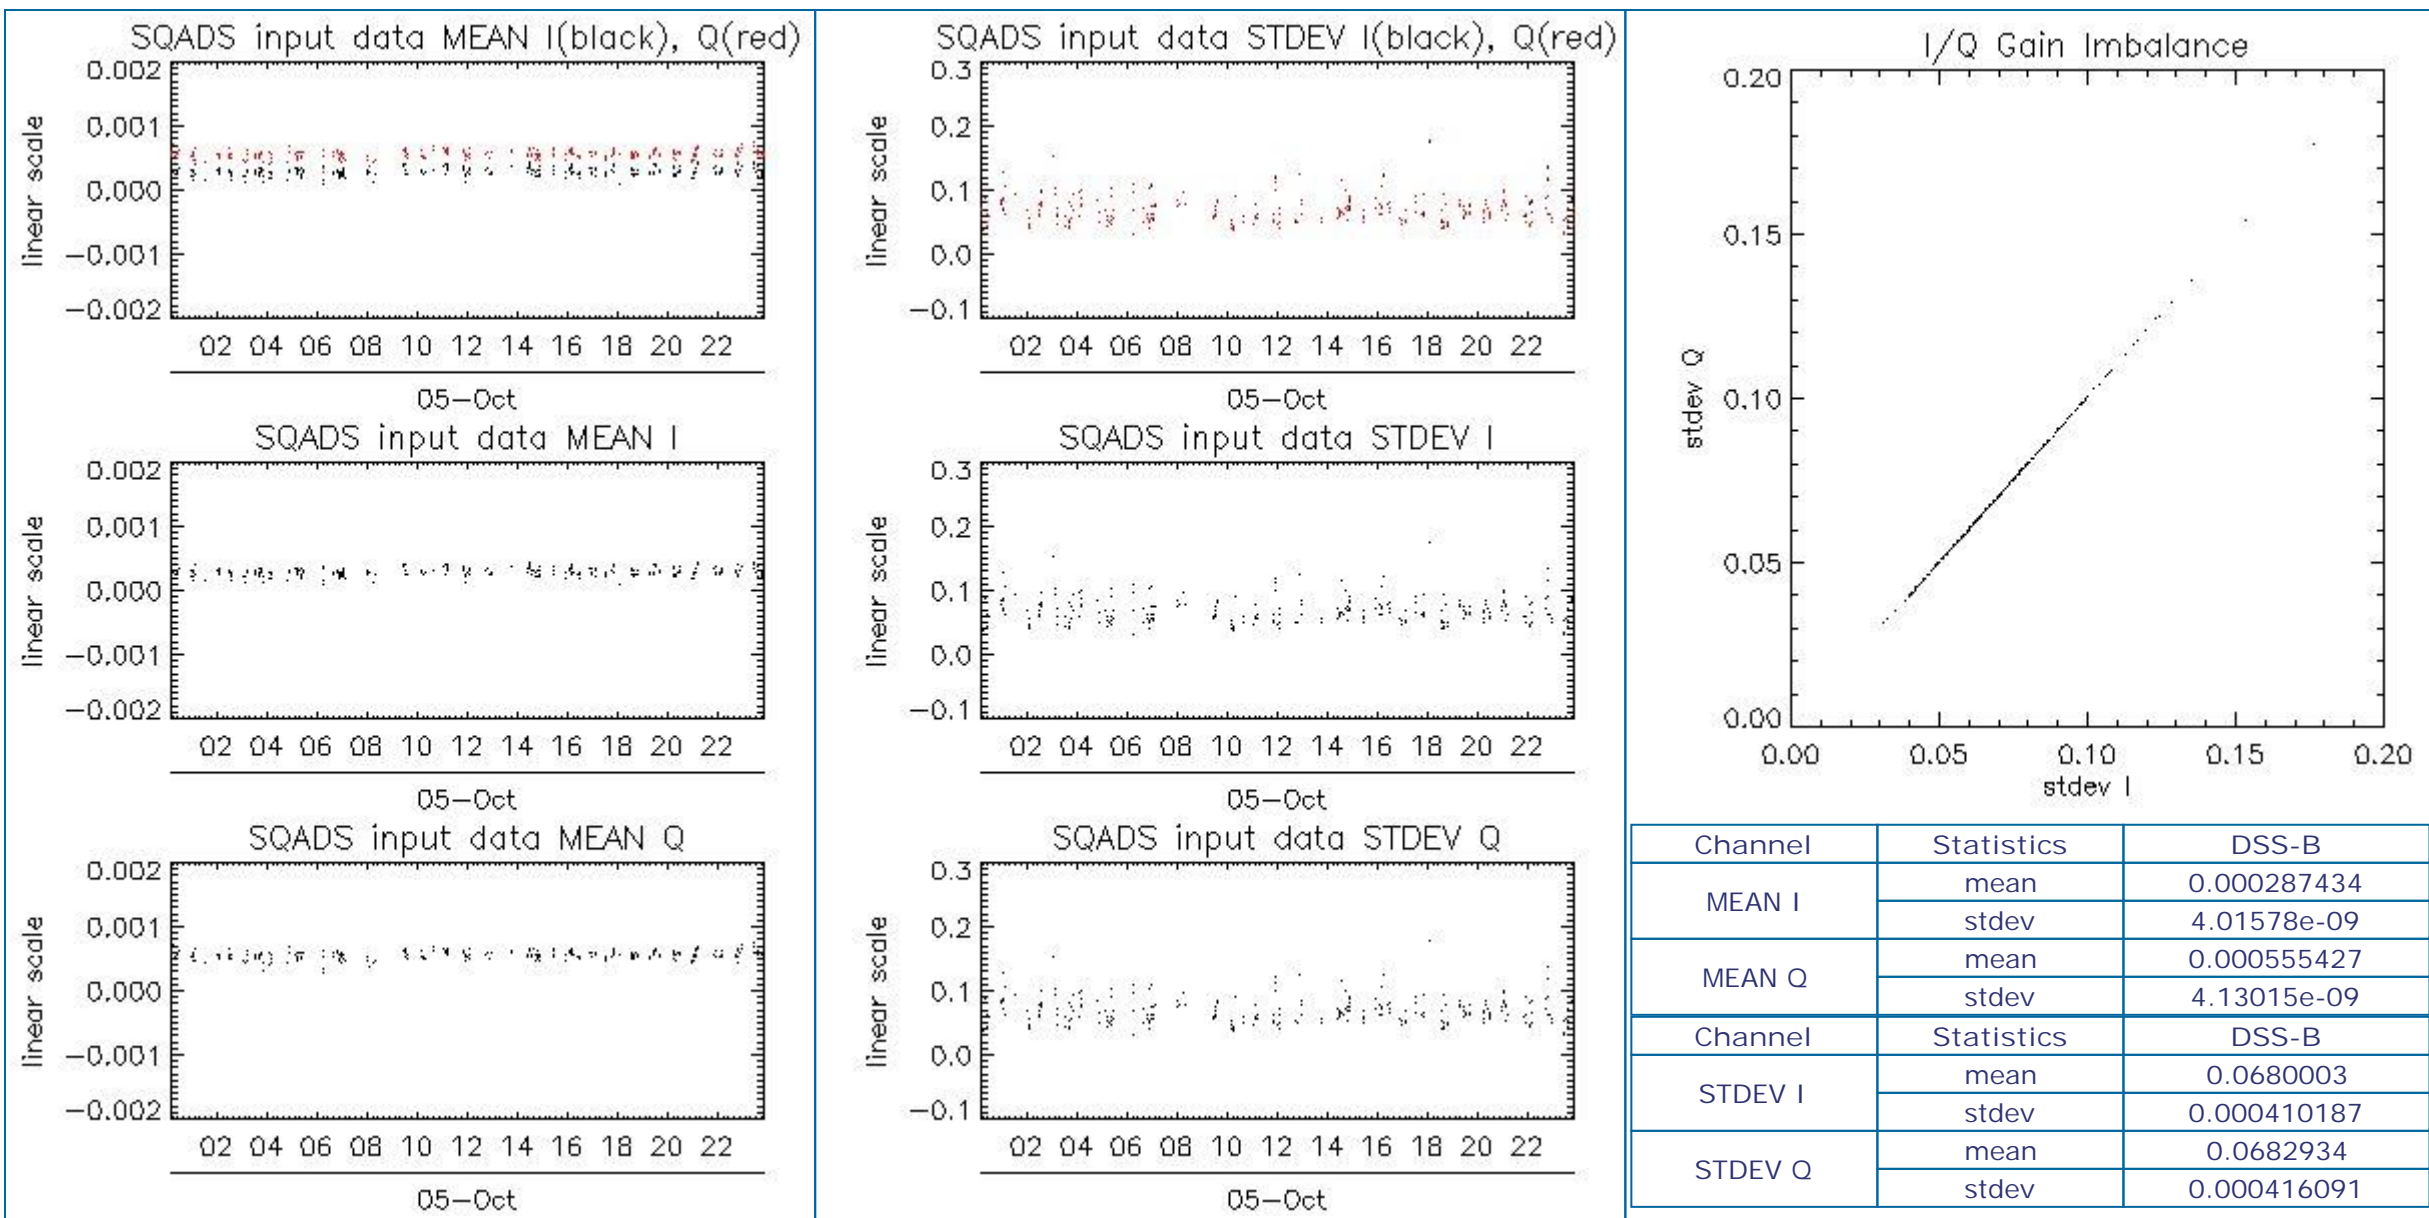 SQADS input data MEAN I(black), Q(red)
0.002
0.001
0.000
−0.001
−0.002
linear scale
02 04 06 08 10 12 14 16 18 20 22
05−Oct
SQADS input data MEAN I
0.002
0.001
0.000
−0.001
−0.002
linear scale
02 04 06 08 10 12 14 16 18 20 22
05−Oct
SQADS input data MEAN Q
0.002
0.001
0.000
−0.001
−0.002
linear scale
02 04 06 08 10 12 14 16 18 20 22
05−Oct
SQADS input data STDEV I(black), Q(red)
0.3
0.2
0.1
0.0
−0.1
linear scale
02 04 06 08 10 12 14 16 18 20 22
05−Oct
SQADS input data STDEV I
0.3
0.2
0.1
0.0
−0.1
linear scale
02 04 06 08 10 12 14 16 18 20 22
05−Oct
SQADS input data STDEV Q
0.3
0.2
0.1
0.0
−0.1
linear scale
02 04 06 08 10 12 14 16 18 20 22
05−Oct
I/Q Gain Imbalance
0.20
0.15
0.10
0.05
0.00
stdev Q
0.00 0.05 0.10 0.15 0.20
stdev I
Channel Statistics DSS-B
MEAN I mean 0.000287434
stdev 4.01578e-09
MEAN Q mean 0.000555427
stdev 4.13015e-09
Channel Statistics DSS-B
STDEV I mean 0.0680003
stdev 0.000410187
STDEV Q mean 0.0682934
stdev 0.000416091